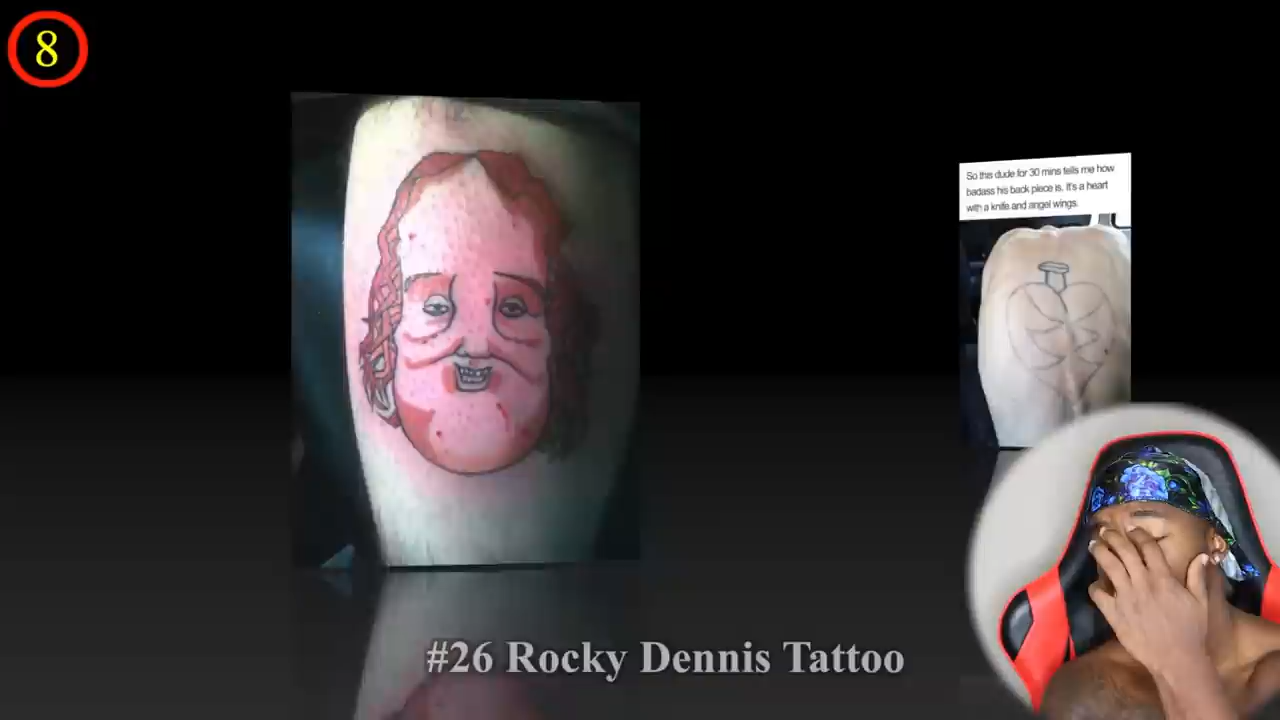 8
So this dude for 30 mins tells me how
badass his back piece is. It's a heart
with a knife and angel wings.
#26 Rocky Dennis Tattoo